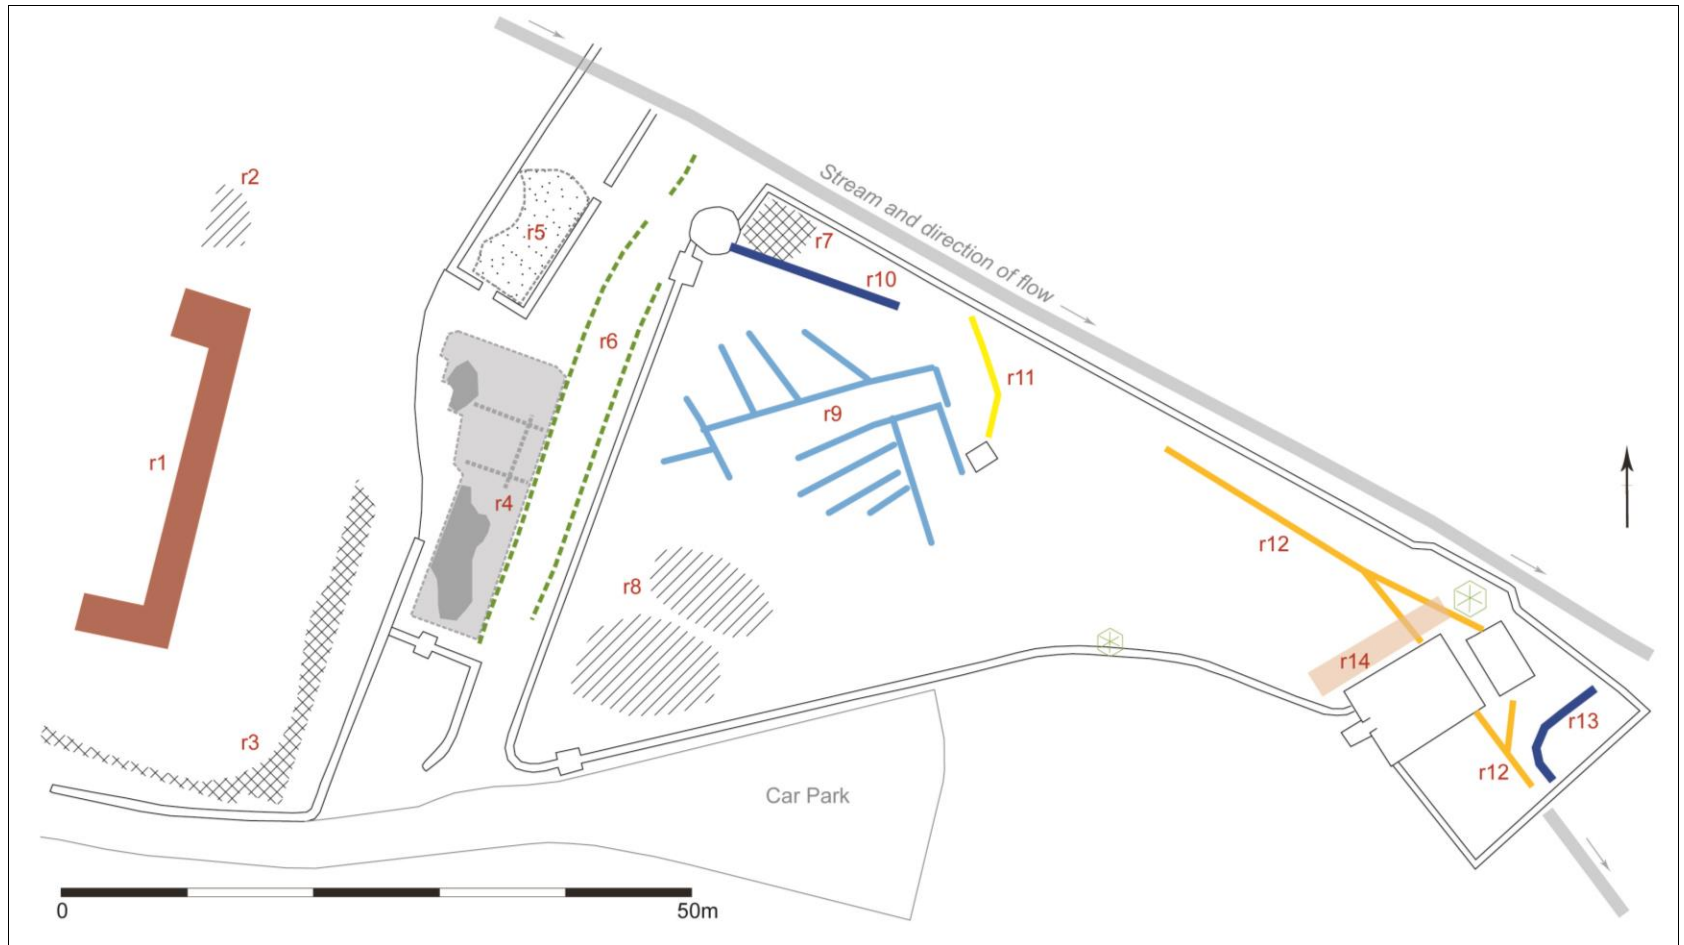 r2
r5
r7
Stream and direction of flow
r10
r6
r11
r9
r1
r4
r12
r8
r14
r13
r3
r12
Car Park
0
50m